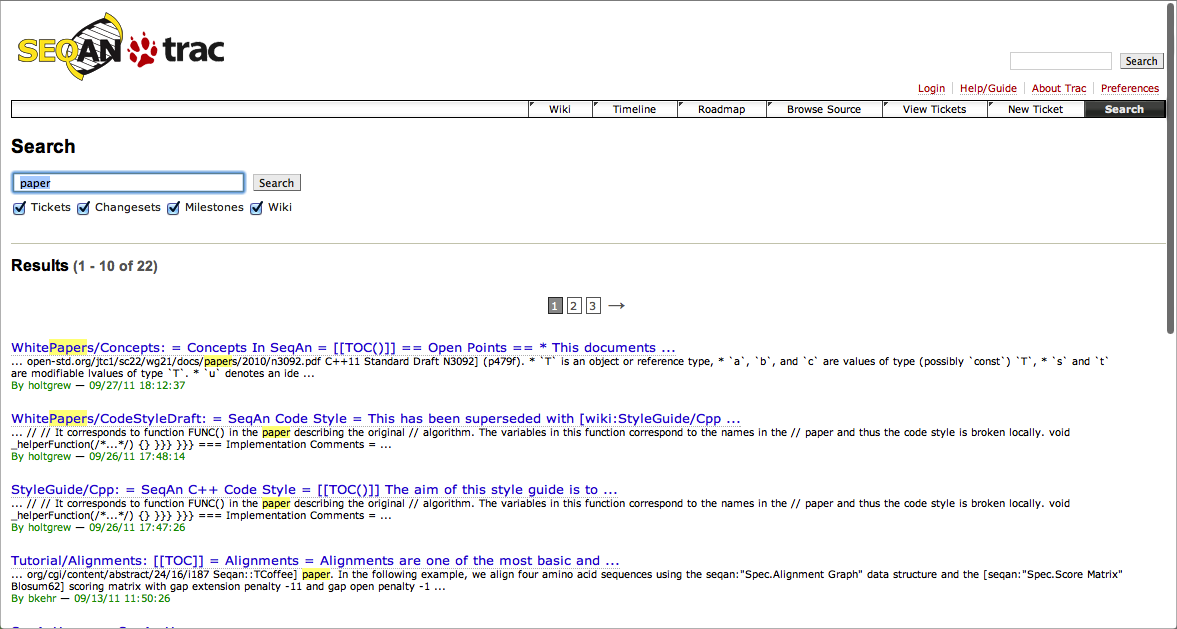 SEQAN trac
Search
Login Help/Guide About Trac Preferences
Wiki Timeline Roadmap Browse Source View Tickets New Ticket Search
Search
paper Search
Tickets Changesets Milestones Wiki
Results (1 - 10 of 22)
1 2 3 →
WhitePapers/Concepts: = Concepts In SeqAn = [[TOC()]] == Open Points == * This documents ...
... open-std.org/jtc1/sc22/wg21/docs/papers/2010/n3092.pdf C++11 Standard Draft N3092] (p479f). * `T` is an object or reference type, * `a`, `b`, and `c` are values of type (possibly `const`) `T`, * `s` and `t`
are modifiable lvalues of type `T`. * `u` denotes an ide ...
By holtgrew — 09/27/11 18:12:37
WhitePapers/CodeStyleDraft: = SeqAn Code Style = This has been superseded with [wiki:StyleGuide/Cpp ...
... // // It corresponds to function FUNC() in the paper describing the original // algorithm. The variables in this function correspond to the names in the // paper and thus the code style is broken locally. void
_helperFunction(/*...*/) {} }}} }}} === Implementation Comments = ...
By holtgrew — 09/26/11 17:48:14
StyleGuide/Cpp: = SeqAn C++ Code Style = [[TOC()]] The aim of this style guide is to ...
... // // It corresponds to function FUNC() in the paper describing the original // algorithm. The variables in this function correspond to the names in the // paper and thus the code style is broken locally. void
_helperFunction(/*...*/) {} }}} }}} === Implementation Comments = ...
By holtgrew — 09/26/11 17:47:26
Tutorial/Alignments: [[TOC]] = Alignments = Alignments are one of the most basic and ...
... org/cgi/content/abstract/24/16/i187 Seqan::TCoffee] paper. In the following example, we align four amino acid sequences using the seqan:"Spec.Alignment Graph" data structure and the [seqan:"Spec.Score Matrix"
Blosum62] scoring matrix with gap extension penalty -11 and gap open penalty -1 ...
By bkehr — 09/13/11 11:50:26